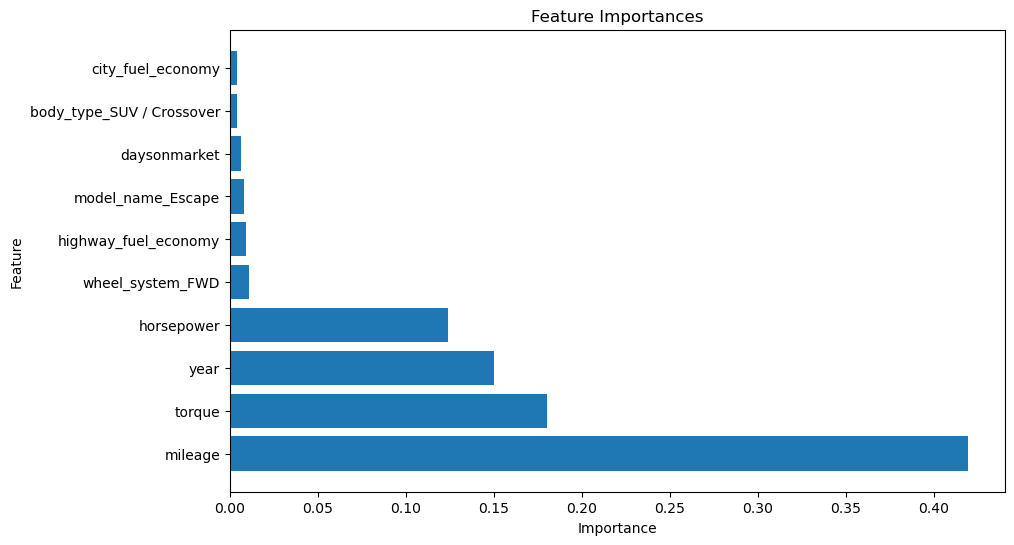 Feature Importances
city_fuel_economy
body_type_SUV / Crossover
daysonmarket
model_name_Escape
highway_fuel_economy
wheel_system_FWD
horsepower
year
torque
mileage
Feature
0.00 0.05 0.10 0.15 0.20 0.25 0.30 0.35 0.40
Importance